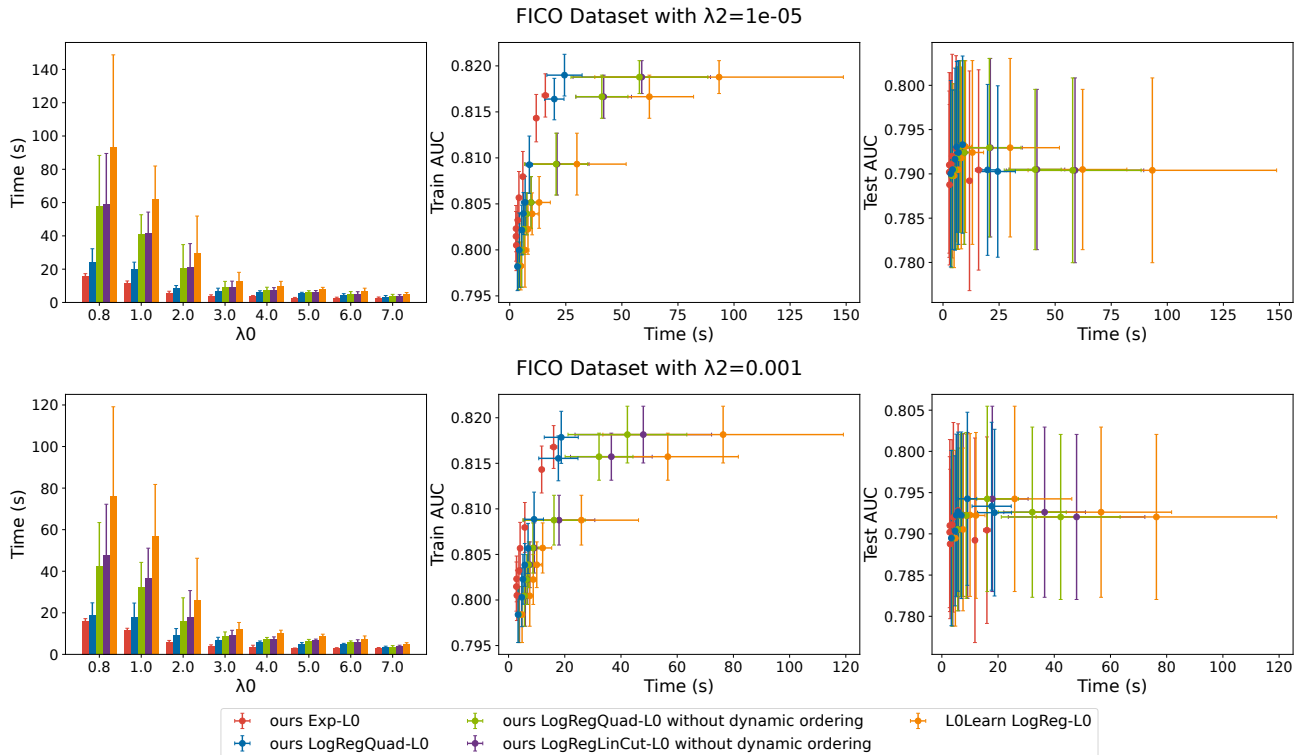 FICO Dataset with λ2=1e-05
Time (s)
140
120
100
80
60
40
20
0
0.8 1.0 2.0 3.0 4.0 5.0 6.0 7.0
λ0
Train AUC
0.820
0.815
0.810
0.805
0.800
0.795
0 25 50 75 100 125 150
Time (s)
Test AUC
0.800
0.795
0.790
0.785
0.780
0 25 50 75 100 125 150
Time (s)
FICO Dataset with λ2=0.001
Time (s)
120
100
80
60
40
20
0
0.8 1.0 2.0 3.0 4.0 5.0 6.0 7.0
λ0
Train AUC
0.820
0.815
0.810
0.805
0.800
0.795
0 20 40 60 80 100 120
Time (s)
Test AUC
0.805
0.800
0.795
0.790
0.785
0.780
0 20 40 60 80 100 120
Time (s)
ours Exp-L0
ours LogRegQuad-L0
ours LogRegQuad-L0 without dynamic ordering
ours LogRegLinCut-L0 without dynamic ordering
L0Learn LogReg-L0